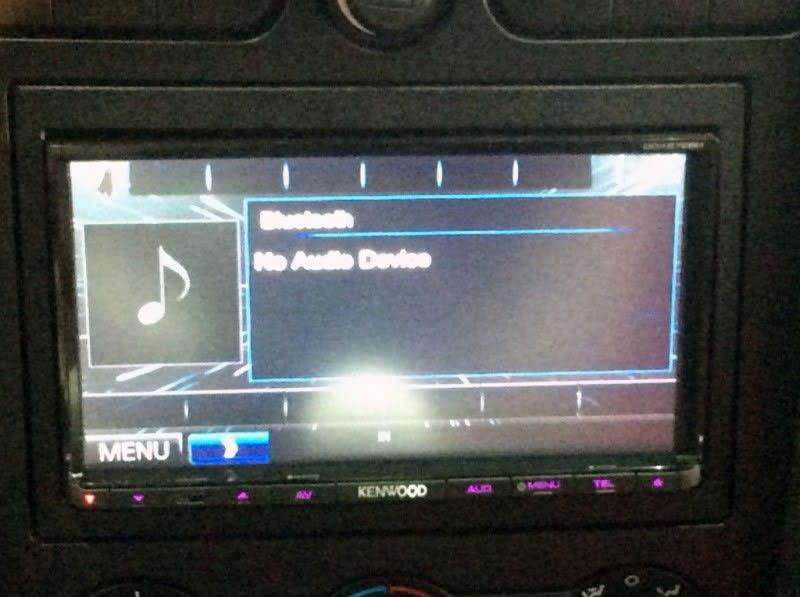 Bluetooth
No Audio Device
IN
MENU
AV
KENWOOD
AUD
MENU
TEL